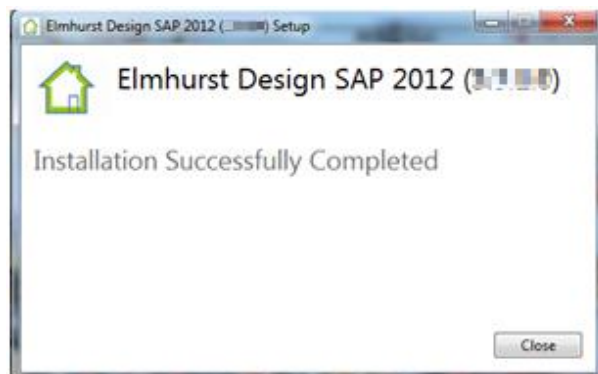 Elmhurst Design SAP 2012 () Setup
Elmhurst Design SAP 2012 ()
Installation Successfully Completed
Close